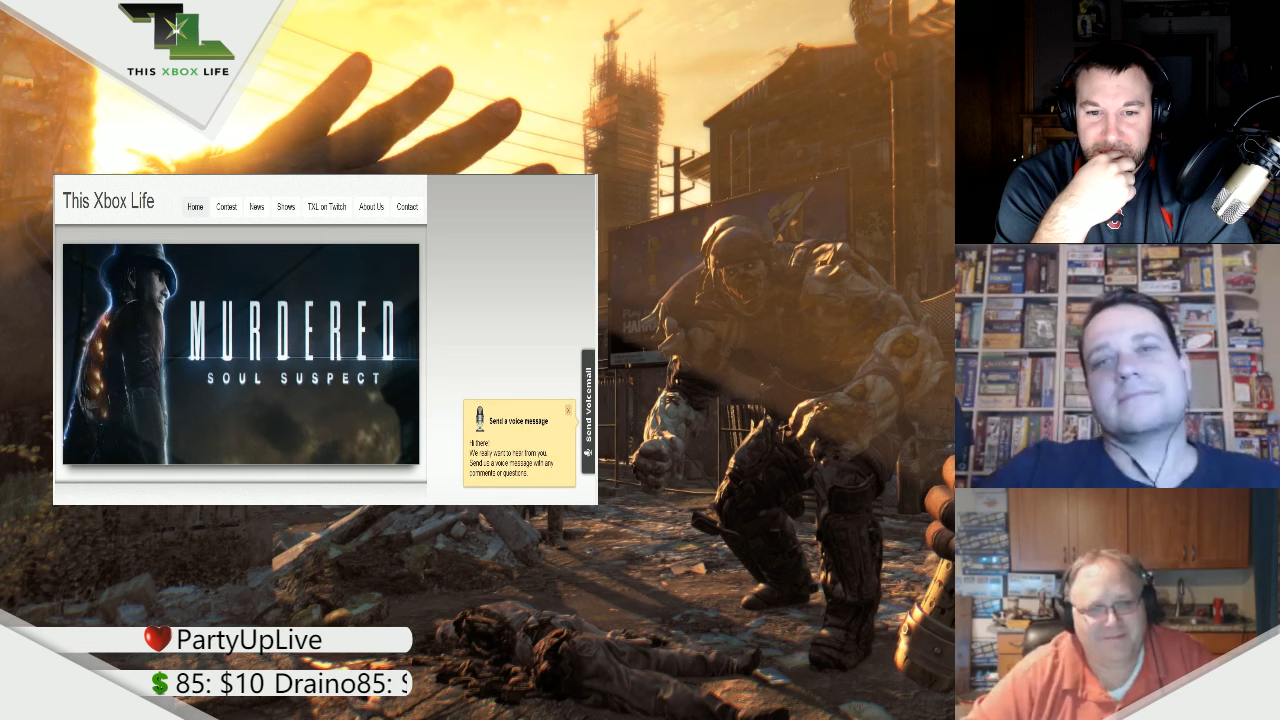 THIS XBOX LIFE
This Xbox Life
Home Contest News Shows TXL on Twitch About Us Contact
MURDERED
SOUL SUSPECT
Send a voice message
x
Hi there!
We really want to hear from you.
Send us a voice message with any
comments or questions.
Send Voicemail
PartyUpLive
$ 85: $10 Draino85: